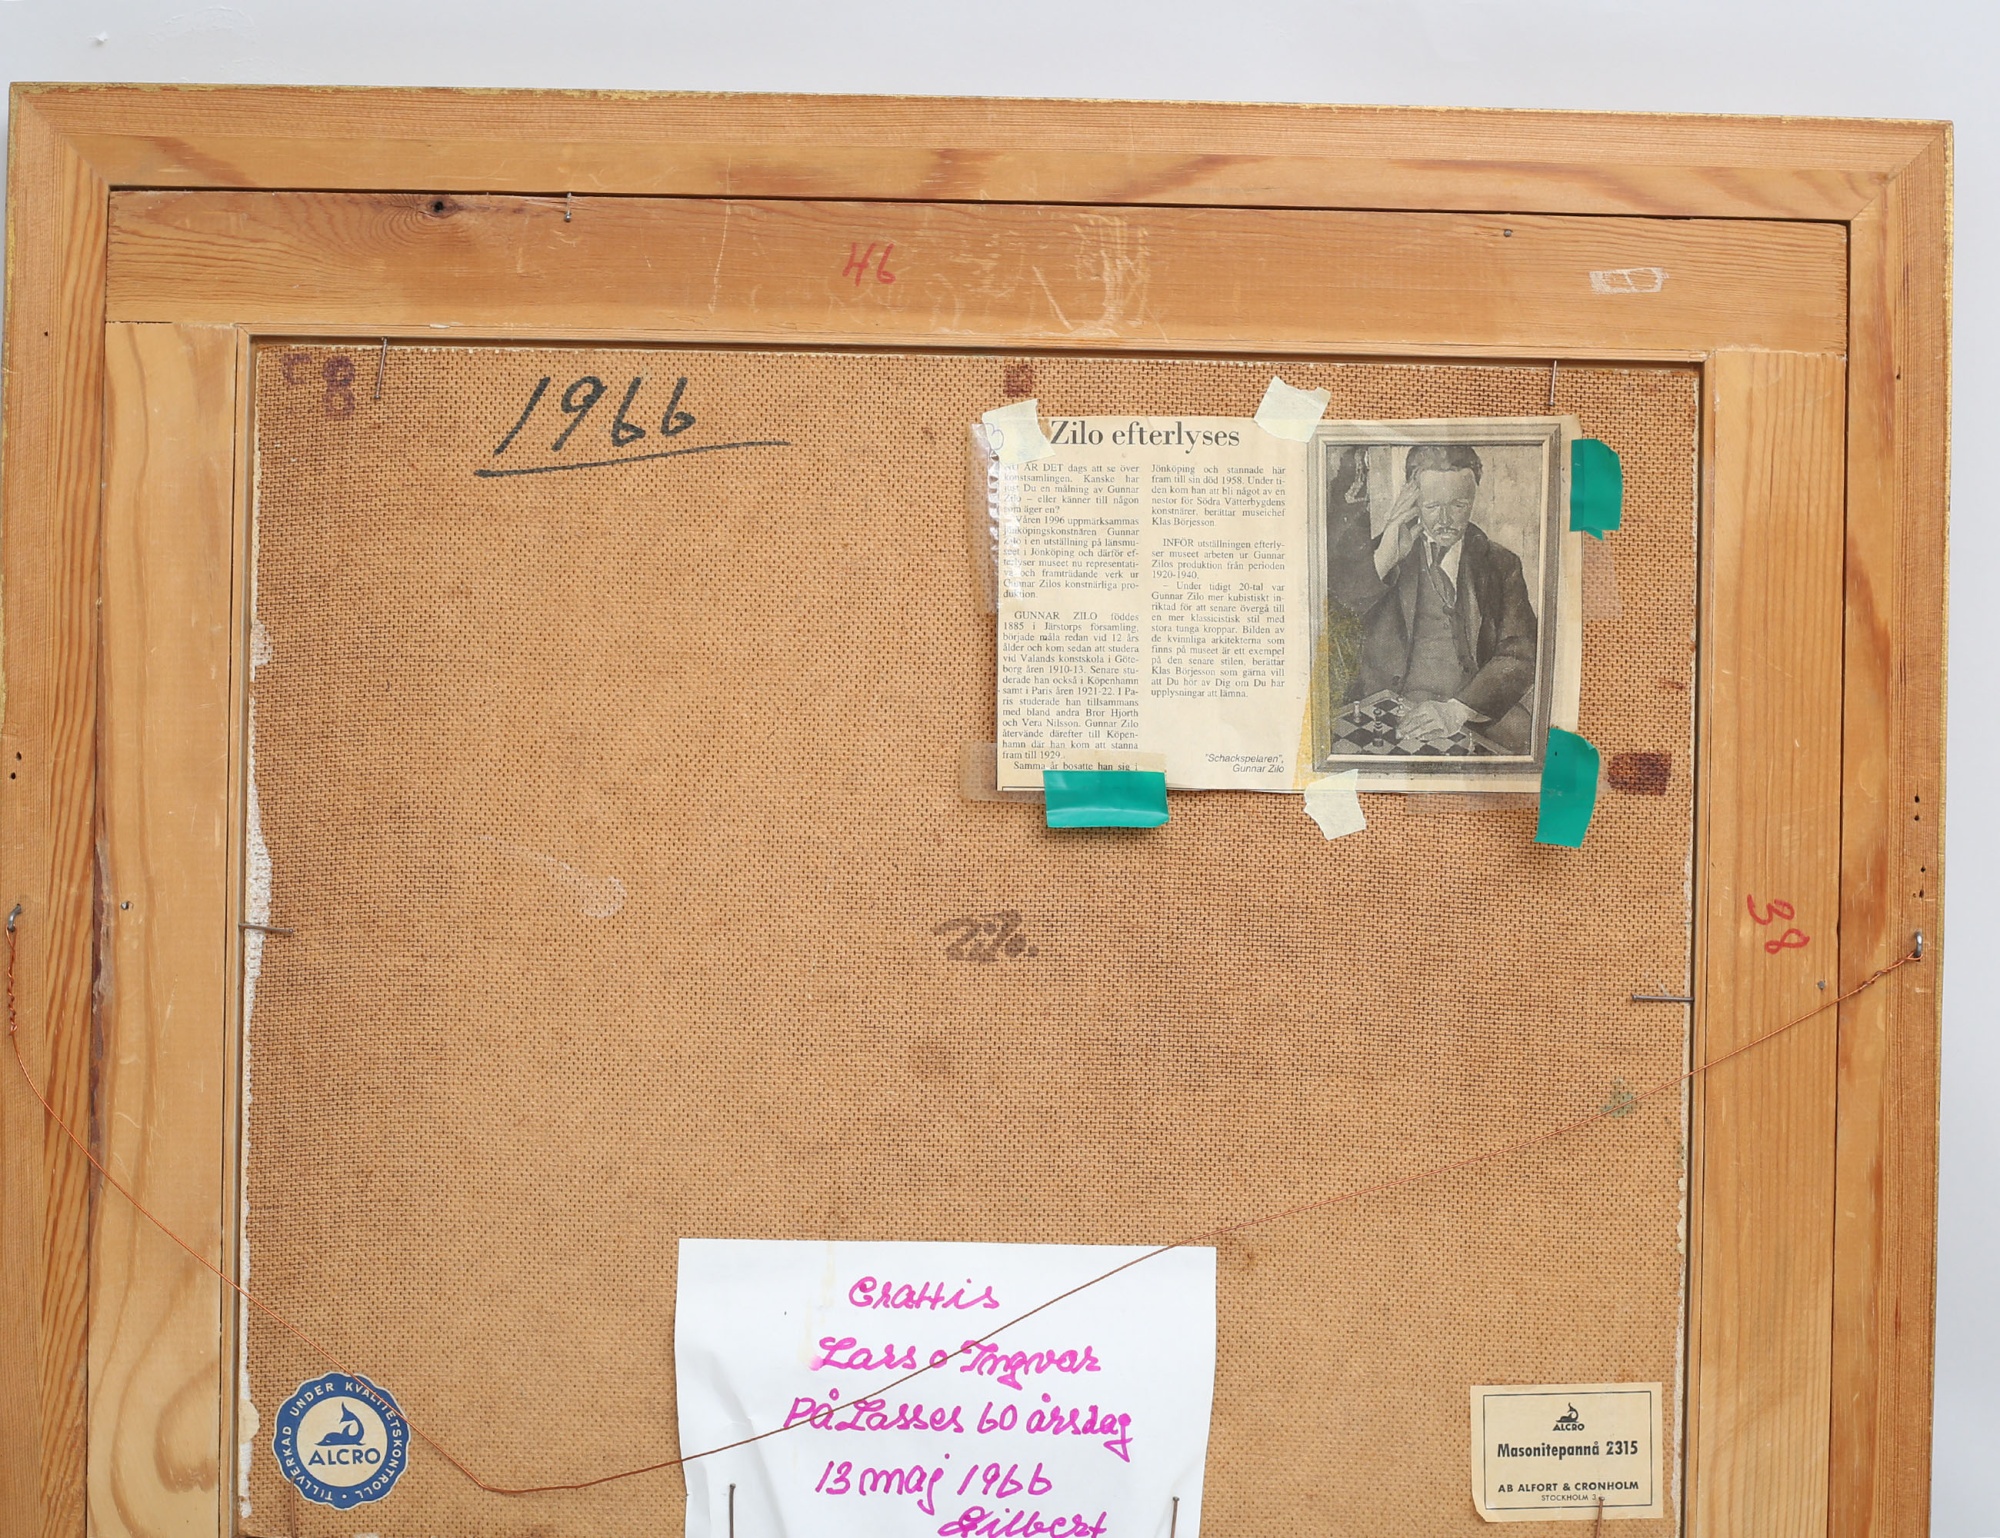 46
1966
Zilo efterlyses
ÄR DET dags att se över
konstsamlingen. Kanske har
Du en målning av Gunnar
Zilo – eller känner till någon
som äger en?
Våren 1996 uppmärksammas
Jönköpingskonstnären Gunnar
Zilo i en utställning på länsmu-
seet i Jönköping och därför ef-
terlyser museet nu representati-
va och framträdande verk ur
Gunnar Zilos konstnärliga pro-
duktion.
GUNNAR ZILO föddes
1885 i Järstorps församling,
började måla redan vid 12 års
ålder och kom sedan att studera
vid Valands konstskola i Göte-
borg åren 1910-13. Senare stu-
derade han också i Köpenhamn
samt i Paris åren 1921-22. I Pa-
ris studerade han tillsammans
med bland andra Bror Hjorth
och Vera Nilsson. Gunnar Zilo
återvände därefter till Köpen-
hamn där han kom att stanna
fram till 1929.
Samma år bosatte han sig i
Jönköping och stannade här
fram till sin död 1958. Under ti-
den kom han att bli något av en
nestor för Södra Vätterbygdens
konstnärer, berättar museichef
Klas Börjesson.
INFÖR utställningen efterly-
ser museet arbeten ur Gunnar
Zilos produktion från perioden
1920-1940.
– Under tidigt 20-tal var
Gunnar Zilo mer kubistiskt in-
riktad för att senare övergå till
en mer klassicistisk stil med
stora tunga kroppar. Bilden av
de kvinnliga arkitekterna som
finns på museet är ett exempel
på den senare stilen, berättar
Klas Börjesson som gärna vill
att Du hör av Dig om Du har
upplysningar att lämna.
"Schackspelaren",
Gunnar Zilo
Zilo.
38
Grattis
Lars o Ingvar
På Lasses 60 årsdag
13 maj 1966
Gilbert
TILLVERKAD UNDER KVALITETSKONTROLL
ALCRO
ALCRO
Masonitepannå 2315
AB ALFORT & CRONHOLM
STOCKHOLM 3